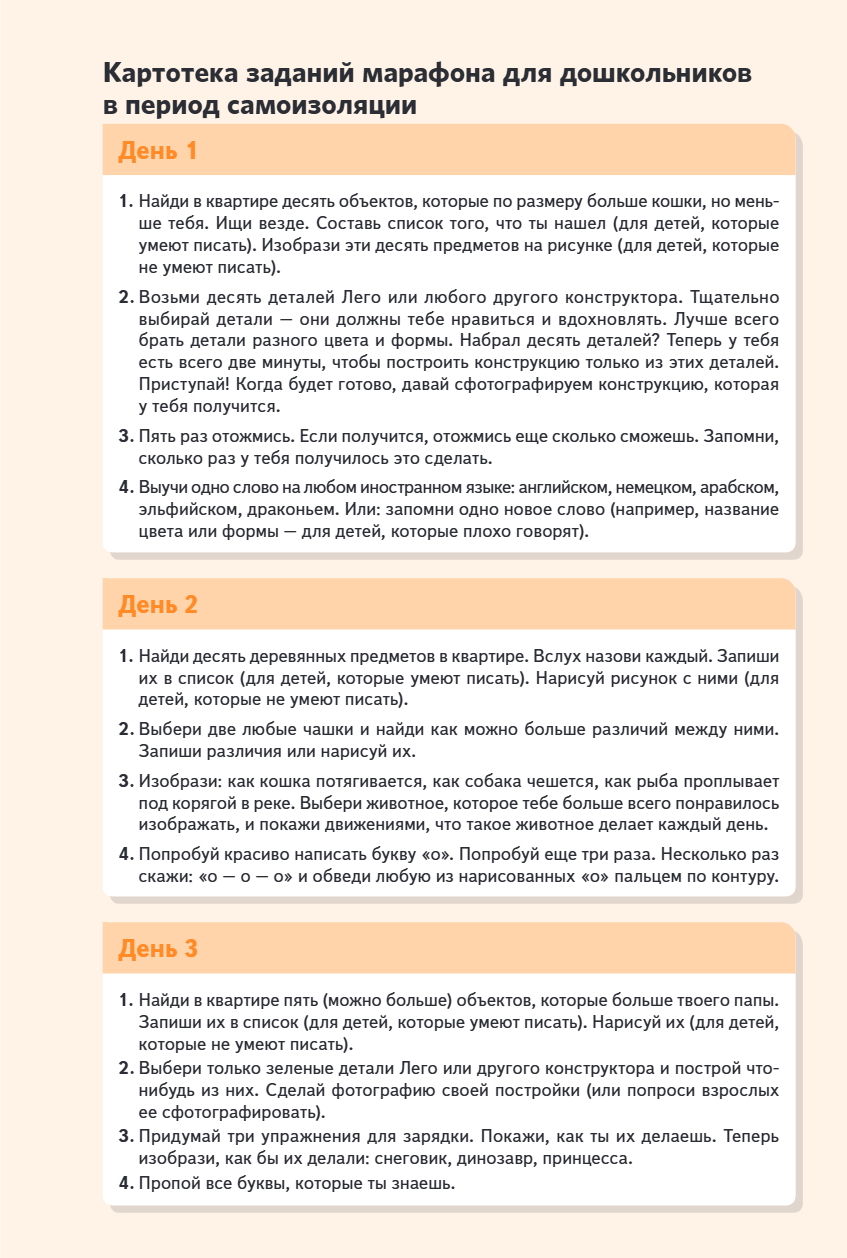 Картотека заданий марафона для дошкольников
в период самоизоляции
День 1
1. Найди в квартире десять объектов, которые по размеру больше кошки, но мень-
ше тебя. Ищи везде. Составь список того, что ты нашел (для детей, которые
умеют писать). Изобрази эти десять предметов на рисунке (для детей, которые
не умеют писать).
2. Возьми десять деталей Лего или любого другого конструктора. Тщательно
выбирай детали — они должны тебе нравиться и вдохновлять. Лучше всего
брать детали разного цвета и формы. Набрал десять деталей? Теперь у тебя
есть всего две минуты, чтобы построить конструкцию только из этих деталей.
Приступай! Когда будет готово, давай сфотографируем конструкцию, которая
у тебя получится.
3. Пять раз отожмись. Если получится, отожмись еще сколько сможешь. Запомни,
сколько раз у тебя получилось это сделать.
4. Выучи одно слово на любом иностранном языке: английском, немецком, арабском,
эльфийском, драконьем. Или: запомни одно новое слово (например, название
цвета или формы — для детей, которые плохо говорят).
День 2
1. Найди десять деревянных предметов в квартире. Вслух назови каждый. Запиши
их в список (для детей, которые умеют писать). Нарисуй рисунок с ними (для
детей, которые не умеют писать).
2. Выбери две любые чашки и найди как можно больше различий между ними.
Запиши различия или нарисуй их.
3. Изобрази: как кошка потягивается, как собака чешется, как рыба проплывает
под корягой в реке. Выбери животное, которое тебе больше всего понравилось
изображать, и покажи движениями, что такое животное делает каждый день.
4. Попробуй красиво написать букву «о». Попробуй еще три раза. Несколько раз
скажи: «о — о — о» и обведи любую из нарисованных «о» пальцем по контуру.
День 3
1. Найди в квартире пять (можно больше) объектов, которые больше твоего папы.
Запиши их в список (для детей, которые умеют писать). Нарисуй их (для детей,
которые не умеют писать).
2. Выбери только зеленые детали Лего или другого конструктора и построй что-
нибудь из них. Сделай фотографию своей постройки (или попроси взрослых
ее сфотографировать).
3. Придумай три упражнения для зарядки. Покажи, как ты их делаешь. Теперь
изобрази, как бы их делали: снеговик, динозавр, принцесса.
4. Пропой все буквы, которые ты знаешь.